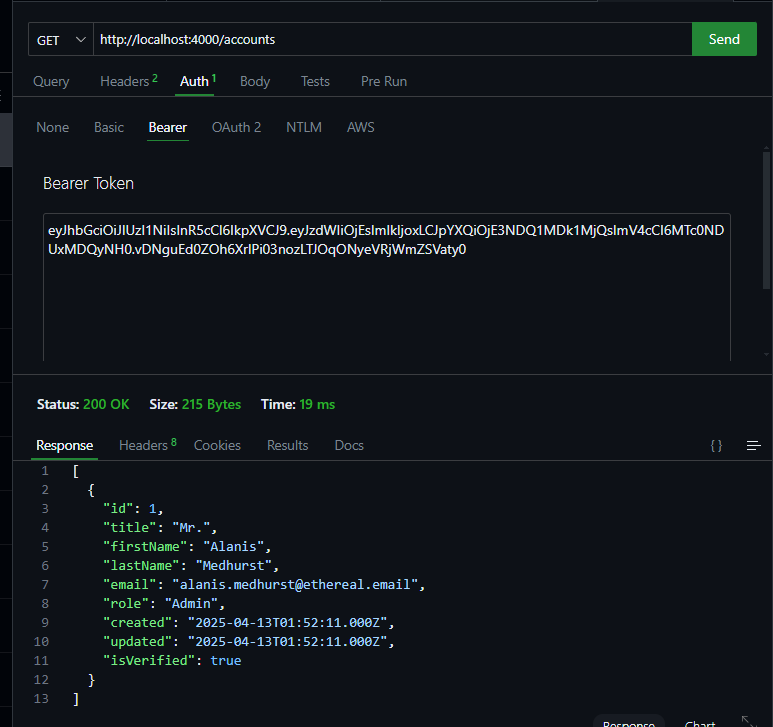 GET http://localhost:4000/accounts Send
Query Headers 2 Auth 1 Body Tests Pre Run
None Basic Bearer OAuth 2 NTLM AWS
Bearer Token
eyJhbGciOiJIUzI1NiIsInR5cCI6IkpXVCJ9.eyJzdWIiOjEsImlkIjoxLCJpYXQiOjE3NDQ1MDk1MjQsImV4cCI6MTc0ND
UxMDQyNH0.vDNguEd0ZOh6XrIPi03nozLTJOqONyeVRjWmZSVaty0
Status: 200 OK Size: 215 Bytes Time: 19 ms
Response Headers 8 Cookies Results Docs { }
1 [
2 {
3 "id": 1,
4 "title": "Mr.",
5 "firstName": "Alanis",
6 "lastName": "Medhurst",
7 "email": "alanis.medhurst@ethereal.email",
8 "role": "Admin",
9 "created": "2025-04-13T01:52:11.000Z",
10 "updated": "2025-04-13T01:52:11.000Z",
11 "isVerified": true
12 }
13 ]
Response Chart